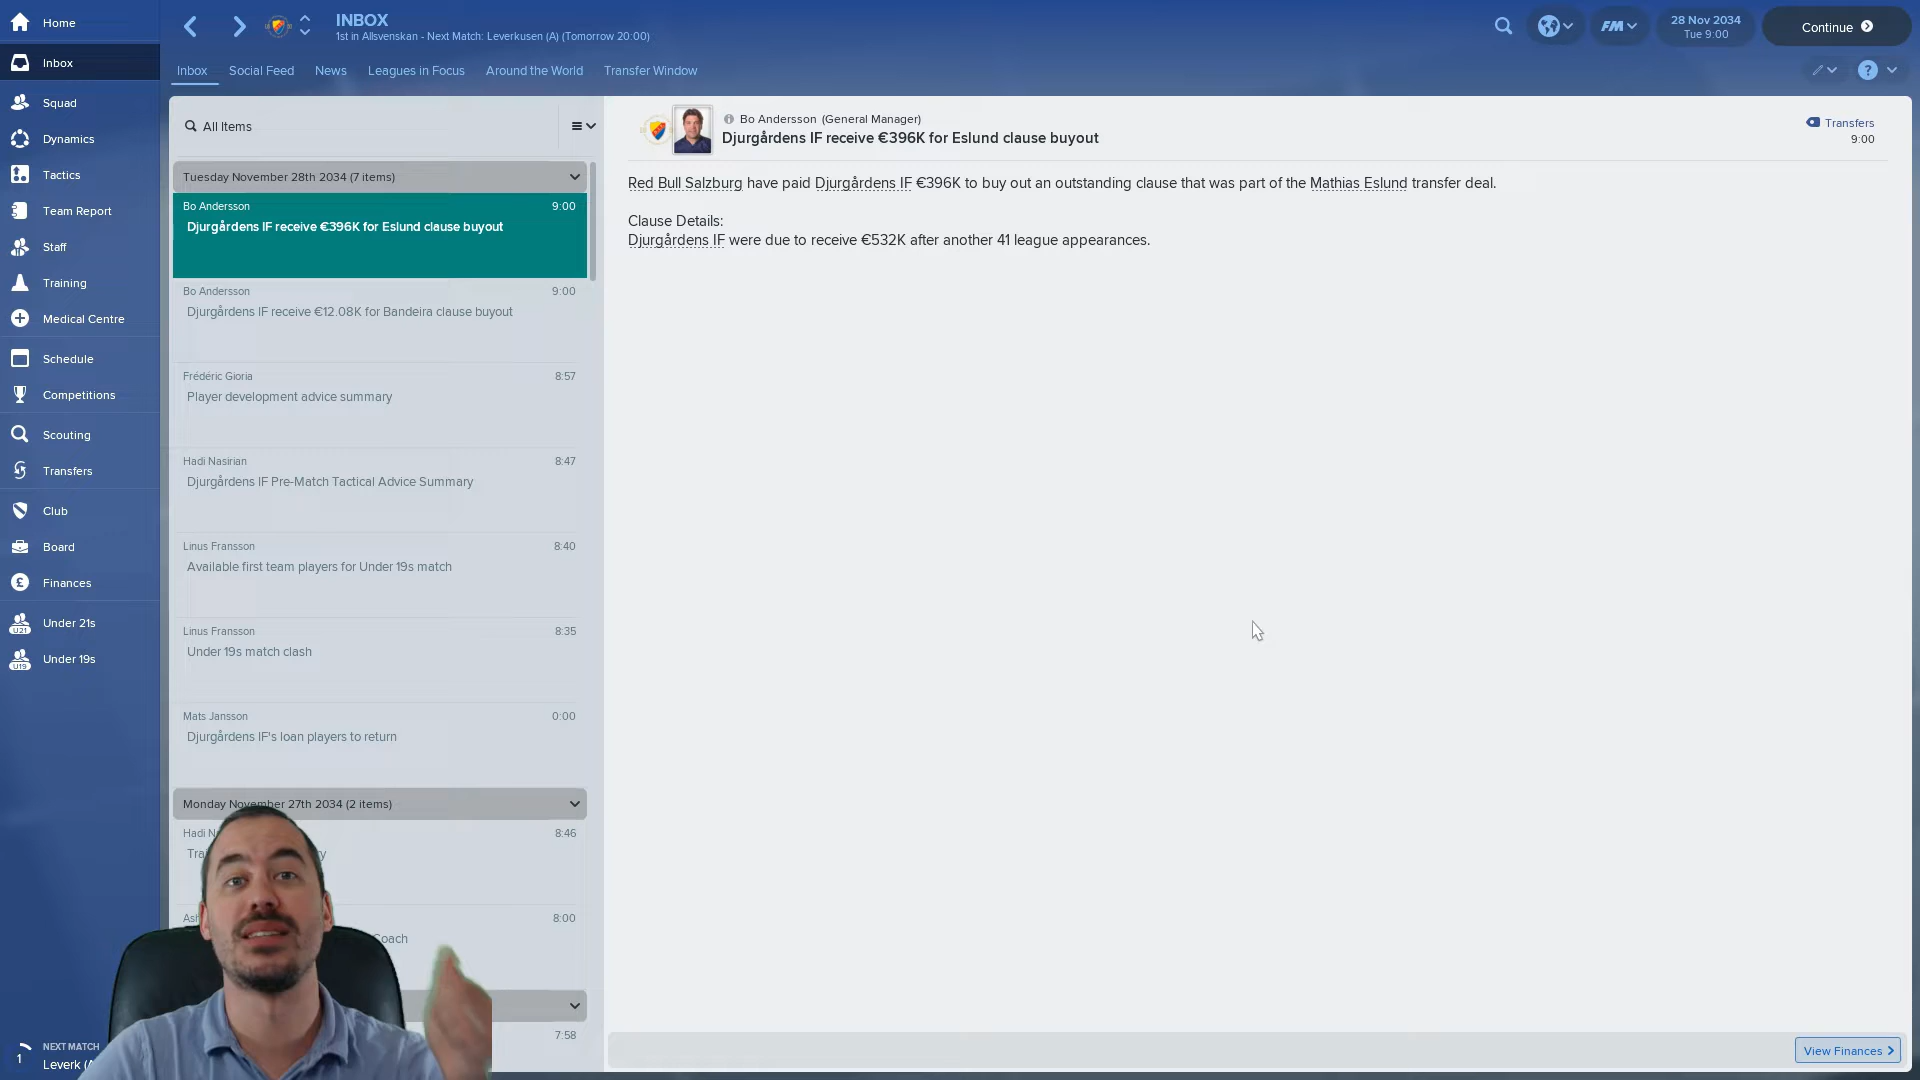 Home
Inbox
Squad
Dynamics
Tactics
Team Report
Staff
Training
Medical Centre
Schedule
Competitions
Scouting
Transfers
Club
Board
Finances
U21
Under 21s
U19
Under 19s
1
NEXT MATCH
Leverk (A
INBOX
1st in Allsvenskan - Next Match: Leverkusen (A) (Tomorrow 20:00)
FM
28 Nov 2034
Tue 9:00
Continue
Inbox
Social Feed
News
Leagues in Focus
Around the World
Transfer Window
?
All Items
Tuesday November 28th 2034 (7 items)
Bo Andersson 9:00
Djurgårdens IF receive €396K for Eslund clause buyout
Bo Andersson 9:00
Djurgårdens IF receive €12.08K for Bandeira clause buyout
Frédéric Gioria 8:57
Player development advice summary
Hadi Nasirian 8:47
Djurgårdens IF Pre-Match Tactical Advice Summary
Linus Fransson 8:40
Available first team players for Under 19s match
Linus Fransson 8:35
Under 19s match clash
Mats Jansson 0:00
Djurgårdens IF's loan players to return
Monday November 27th 2034 (2 items)
Hadi N 8:46
Tra ry
Ash 8:00
Coach
7:58
Bo Andersson (General Manager)
Djurgårdens IF receive €396K for Eslund clause buyout
Transfers
9:00
Red Bull Salzburg have paid Djurgårdens IF €396K to buy out an outstanding clause that was part of the Mathias Eslund transfer deal.
Clause Details:
Djurgårdens IF were due to receive €532K after another 41 league appearances.
View Finances